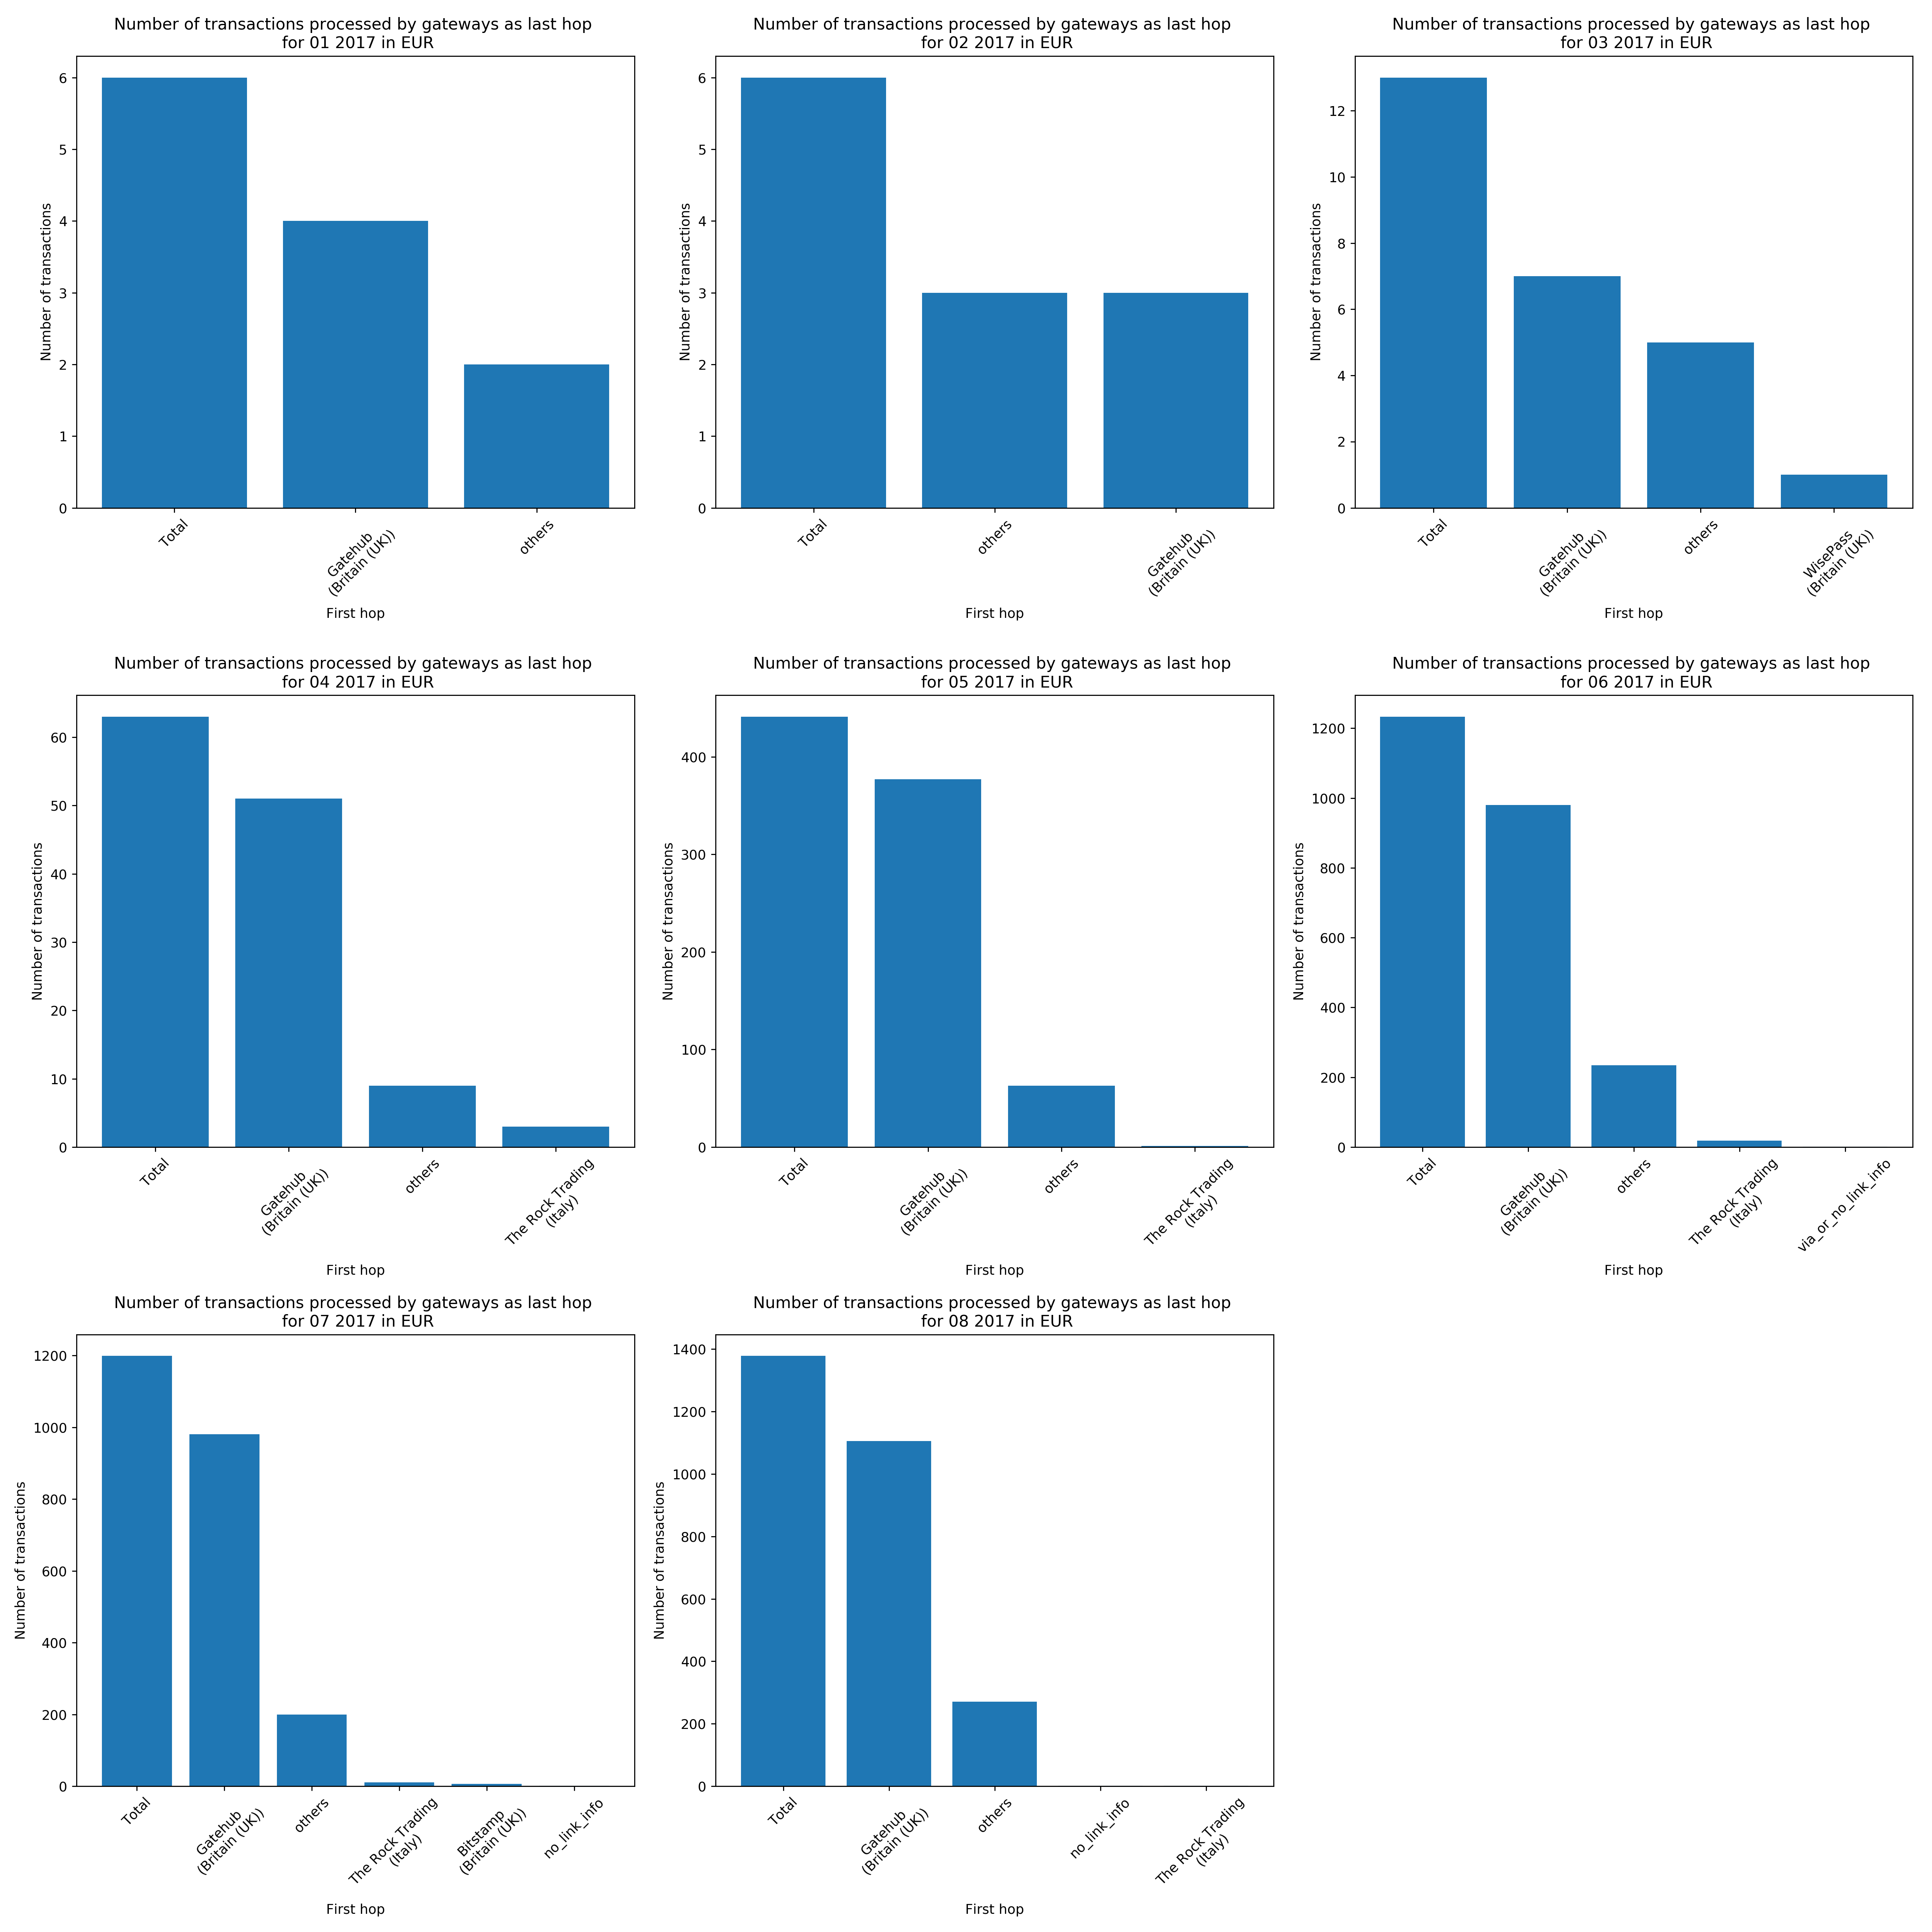 Number of transactions processed by gateways as last hop
for 01 2017 in EUR
Number of transactions
6
5
4
3
2
1
0
Total
Gatehub
(Britain (UK))
others
First hop
Number of transactions processed by gateways as last hop
for 02 2017 in EUR
Number of transactions
6
5
4
3
2
1
0
Total
others
Gatehub
(Britain (UK))
First hop
Number of transactions processed by gateways as last hop
for 03 2017 in EUR
Number of transactions
12
10
8
6
4
2
0
Total
Gatehub
(Britain (UK))
others
WisePass
(Britain (UK))
First hop
Number of transactions processed by gateways as last hop
for 04 2017 in EUR
Number of transactions
60
50
40
30
20
10
0
Total
Gatehub
(Britain (UK))
others
The Rock Trading
(Italy)
First hop
Number of transactions processed by gateways as last hop
for 05 2017 in EUR
Number of transactions
400
300
200
100
0
Total
Gatehub
(Britain (UK))
others
The Rock Trading
(Italy)
First hop
Number of transactions processed by gateways as last hop
for 06 2017 in EUR
Number of transactions
1200
1000
800
600
400
200
0
Total
Gatehub
(Britain (UK))
others
The Rock Trading
(Italy)
via_or_no_link_info
First hop
Number of transactions processed by gateways as last hop
for 07 2017 in EUR
Number of transactions
1200
1000
800
600
400
200
0
Total
Gatehub
(Britain (UK))
others
The Rock Trading
(Italy)
Bitstamp
(Britain (UK))
no_link_info
First hop
Number of transactions processed by gateways as last hop
for 08 2017 in EUR
Number of transactions
1400
1200
1000
800
600
400
200
0
Total
Gatehub
(Britain (UK))
others
no_link_info
The Rock Trading
(Italy)
First hop